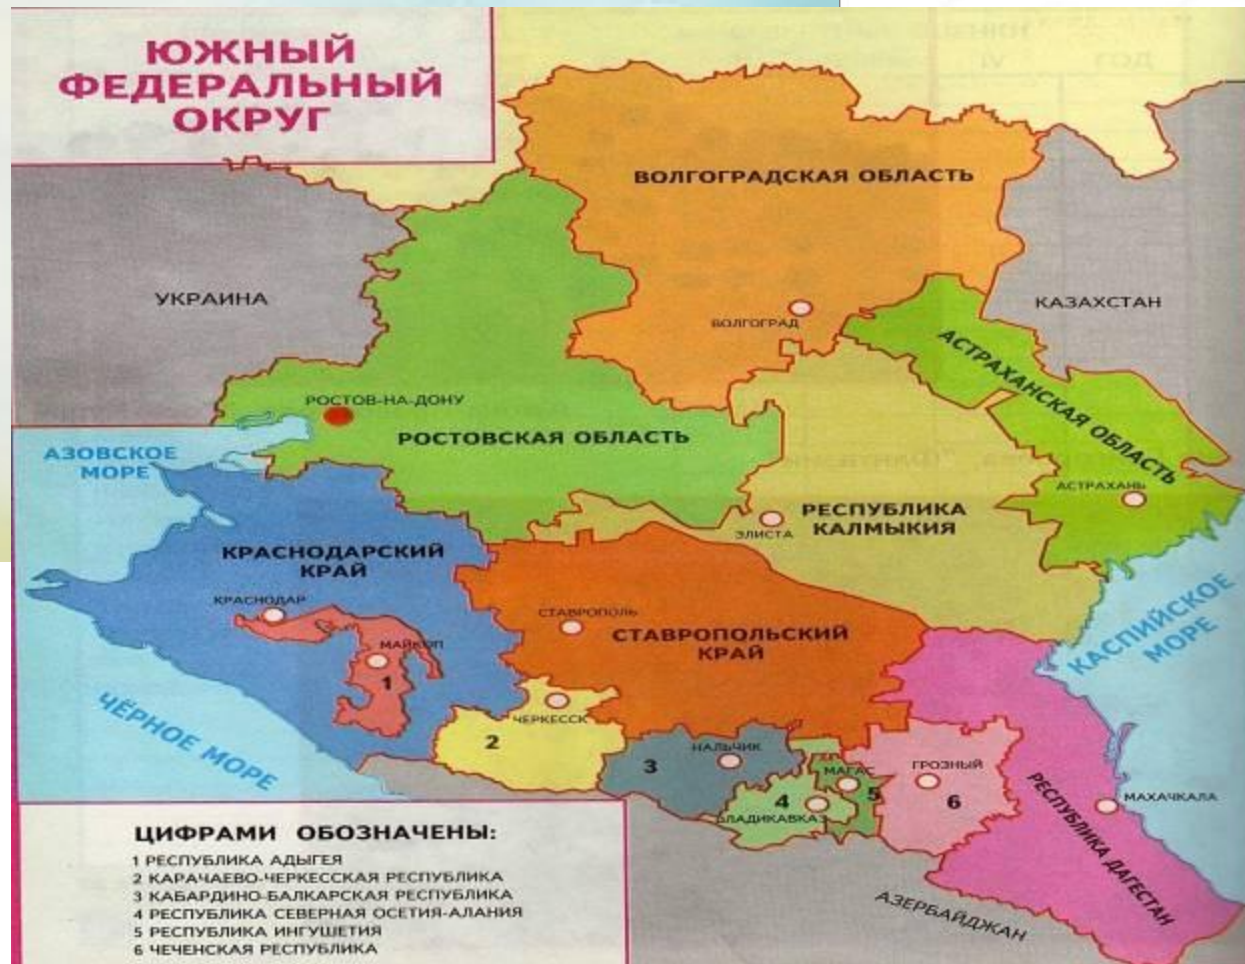 ЮЖНЫЙ
ФЕДЕРАЛЬНЫЙ
ОКРУГ
ВОЛГОГРАДСКАЯ ОБЛАСТЬ
УКРАИНА
КАЗАХСТАН
ВОЛГОГРАД
АСТРАХАНСКАЯ ОБЛАСТЬ
РОСТОВ-НА-ДОНУ
РОСТОВСКАЯ ОБЛАСТЬ
АЗОВСКОЕ
МОРЕ
АСТРАХАНЬ
РЕСПУБЛИКА
КАЛМЫКИЯ
ЭЛИСТА
КРАСНОДАРСКИЙ
КРАЙ
КРАСНОДАР
СТАВРОПОЛЬ
СТАВРОПОЛЬСКИЙ
КРАЙ
КАСПИЙСКОЕ
МОРЕ
МАЙКОП
1
ЧЁРНОЕ МОРЕ
ЧЕРКЕССК
2
НАЛЬЧИК
3
МАГАС
ГРОЗНЫЙ
4
5
6
ВЛАДИКАВКАЗ
МАХАЧКАЛА
РЕСПУБЛИКА ДАГЕСТАН
АЗЕРБАЙДЖАН
ЦИФРАМИ ОБОЗНАЧЕНЫ:
1 РЕСПУБЛИКА АДЫГЕЯ
2 КАРАЧАЕВО-ЧЕРКЕССКАЯ РЕСПУБЛИКА
3 КАБАРДИНО-БАЛКАРСКАЯ РЕСПУБЛИКА
4 РЕСПУБЛИКА СЕВЕРНАЯ ОСЕТИЯ-АЛАНИЯ
5 РЕСПУБЛИКА ИНГУШЕТИЯ
6 ЧЕЧЕНСКАЯ РЕСПУБЛИКА